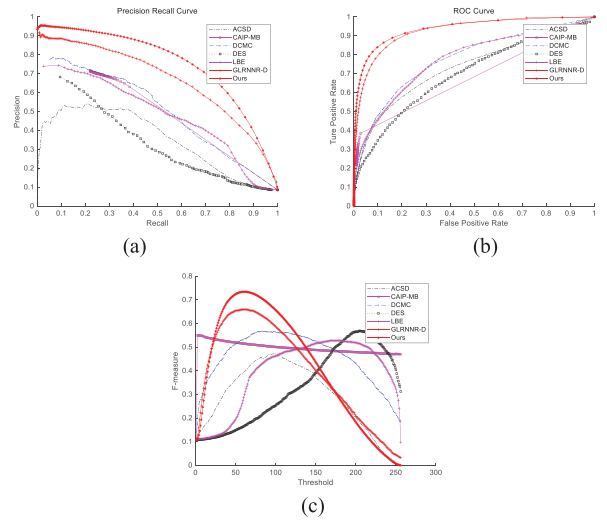 Precision Recall Curve
1
0.9
0.8
0.7
0.6
0.5
0.4
0.3
0.2
0.1
0
Precision
0 0.1 0.2 0.3 0.4 0.5 0.6 0.7 0.8 0.9 1
Recall
ACSD
CAIP-MB
DCMC
DES
LBE
GLRNNR-D
Ours
(a)
ROC Curve
1
0.9
0.8
0.7
0.6
0.5
0.4
0.3
0.2
0.1
0
Ture Positive Rate
0 0.1 0.2 0.3 0.4 0.5 0.6 0.7 0.8 0.9 1
False Positive Rate
ACSD
CAIP-MB
DCMC
DES
LBE
GLRNNR-D
Ours
(b)
0.8
0.7
0.6
0.5
0.4
0.3
0.2
0.1
0
F-measure
0 50 100 150 200 250 300
Threshold
ACSD
CAIP-MB
DCMC
DES
LBE
GLRNNR-D
Ours
(c)